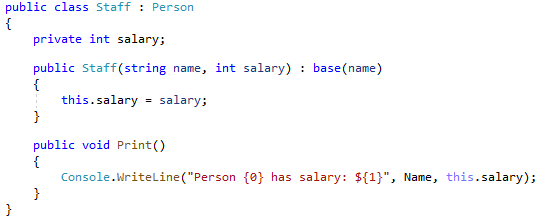 public class Staff : Person
{
    private int salary;

    public Staff(string name, int salary) : base(name)
    {
        this.salary = salary;
    }

    public void Print()
    {
        Console.WriteLine("Person {0} has salary: ${1}", Name, this.salary);
    }
}